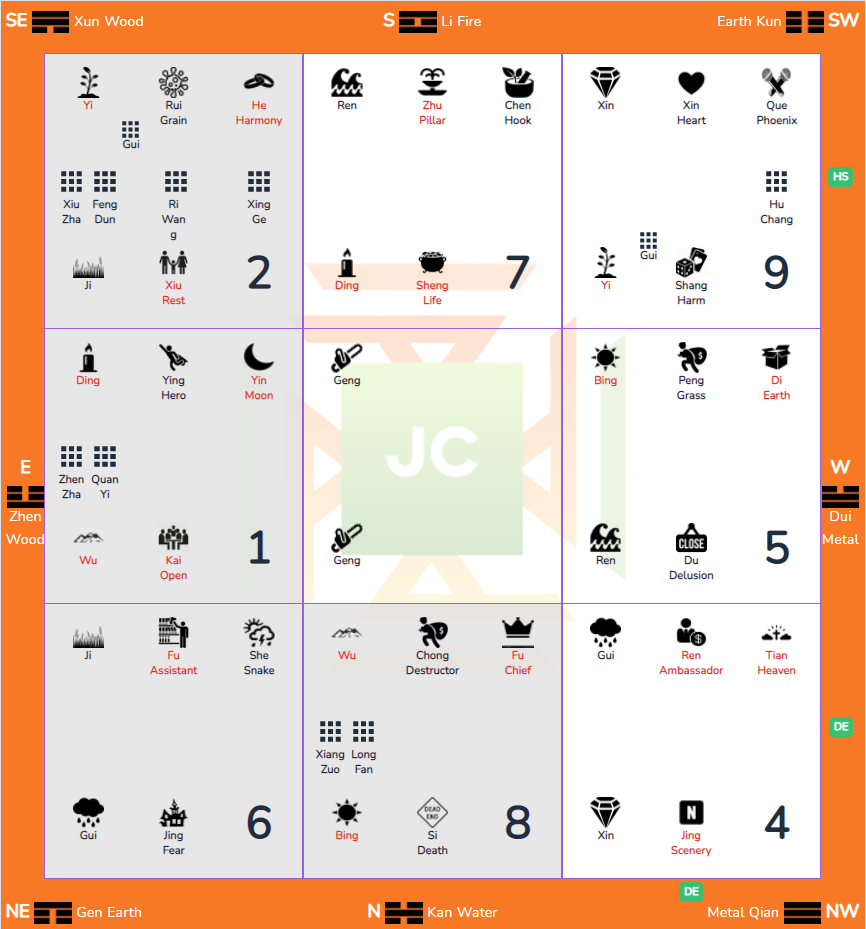 SE Xun Wood
S Li Fire
Earth Kun SW
Yi
Rui
Grain
He
Harmony
Gui
Xiu
Zha
Feng
Dun
Ri
Wan
g
Xing
Ge
Ji
Xiu
Rest
2
Ren
Zhu
Pillar
Chen
Hook
Ding
Sheng
Life
7
Xin
Xin
Heart
Que
Phoenix
Hu
Chang
Gui
Yi
Shang
Harm
9
HS
E
Zhen
Wood
Ding
Ying
Hero
Yin
Moon
Zhen
Zha
Quan
Yi
Wu
Kai
Open
1
Geng
JC
Geng
Bing
Peng
Grass
Di
Earth
Ren
CLOSE
Du
Delusion
5
W
Dui
Metal
Ji
Fu
Assistant
She
Snake
Gui
Jing
Fear
6
Wu
Chong
Destructor
Fu
Chief
Xiang
Zuo
Long
Fan
Bing
DEAD
END
Si
Death
8
Gui
Ren
Ambassador
Tian
Heaven
Xin
N
Jing
Scenery
4
DE
DE
NE Gen Earth
N Kan Water
Metal Qian NW